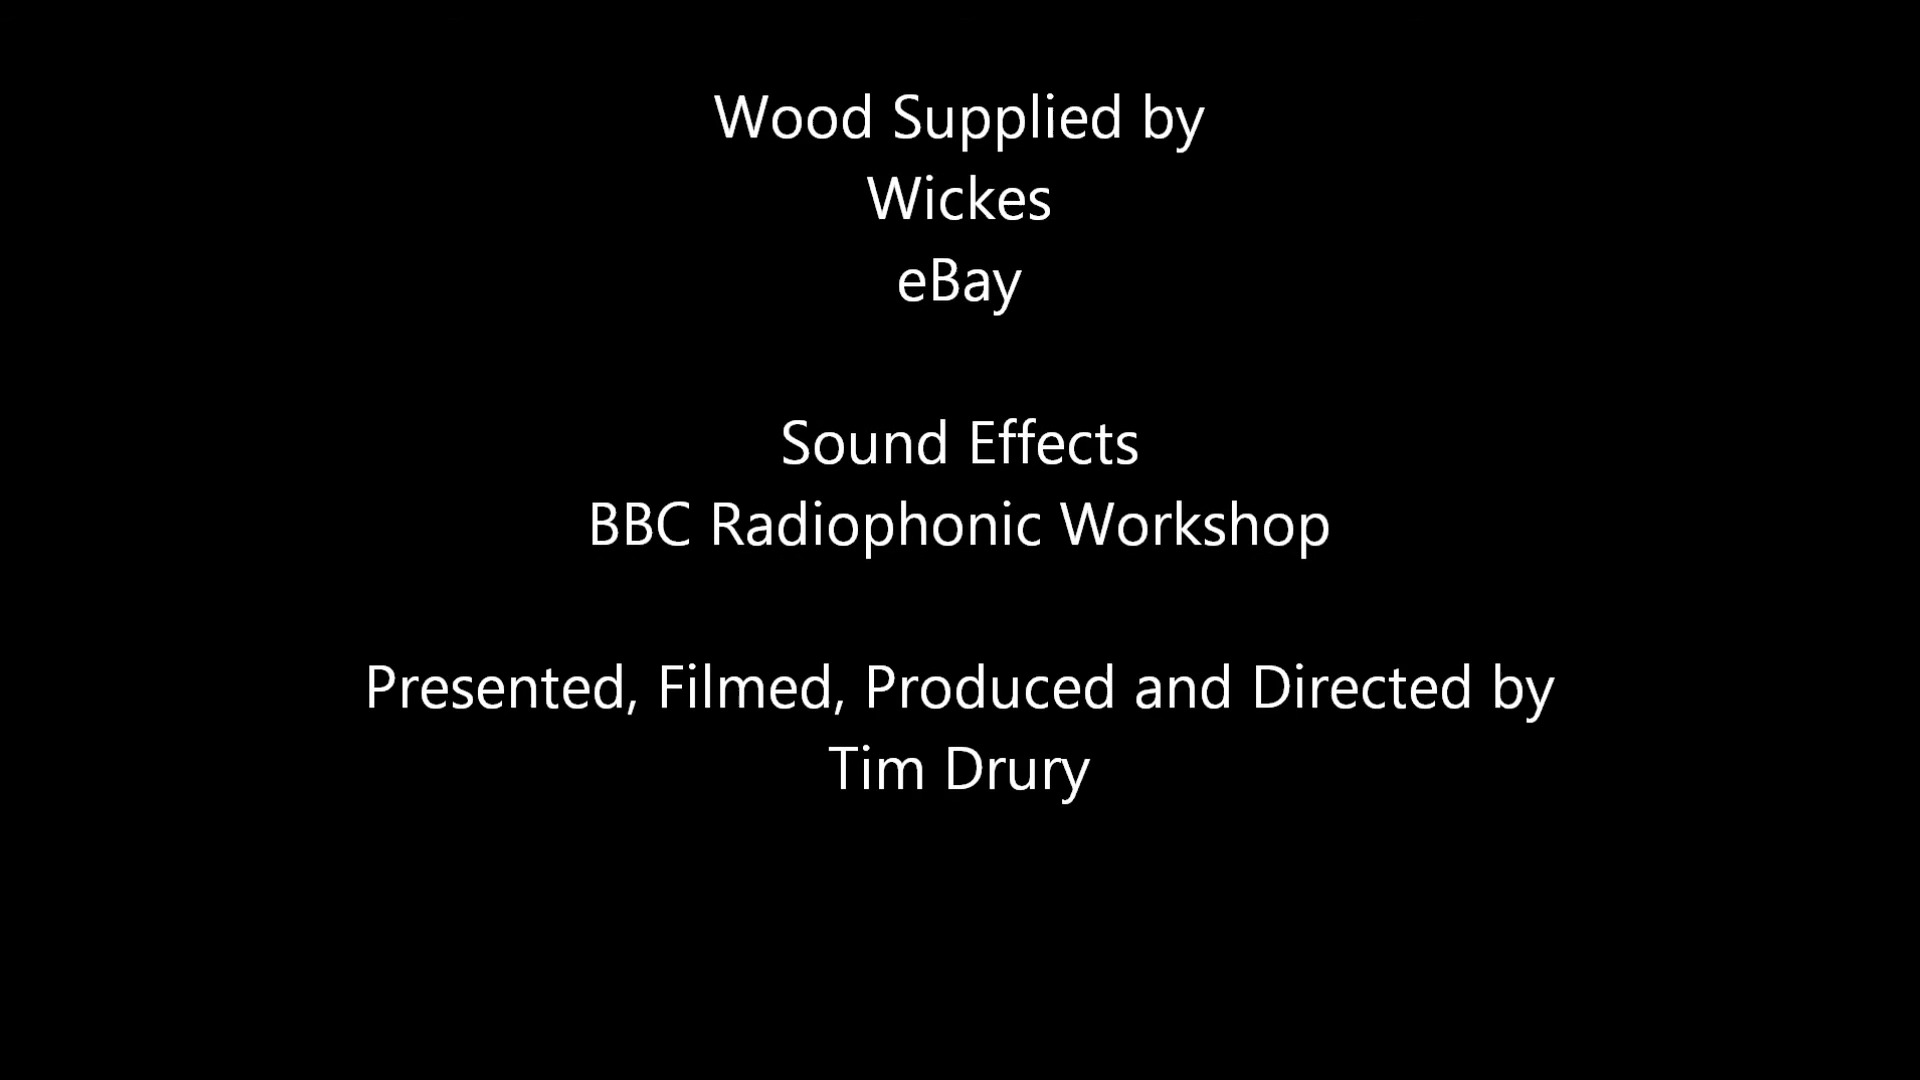 Wood Supplied by
Wickes
eBay
Sound Effects
BBC Radiophonic Workshop
Presented, Filmed, Produced and Directed by
Tim Drury